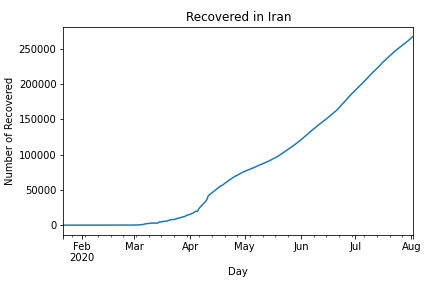 Recovered in Iran
Number of Recovered
250000
200000
150000
100000
50000
0
Feb Mar Apr May Jun Jul Aug
2020
Day